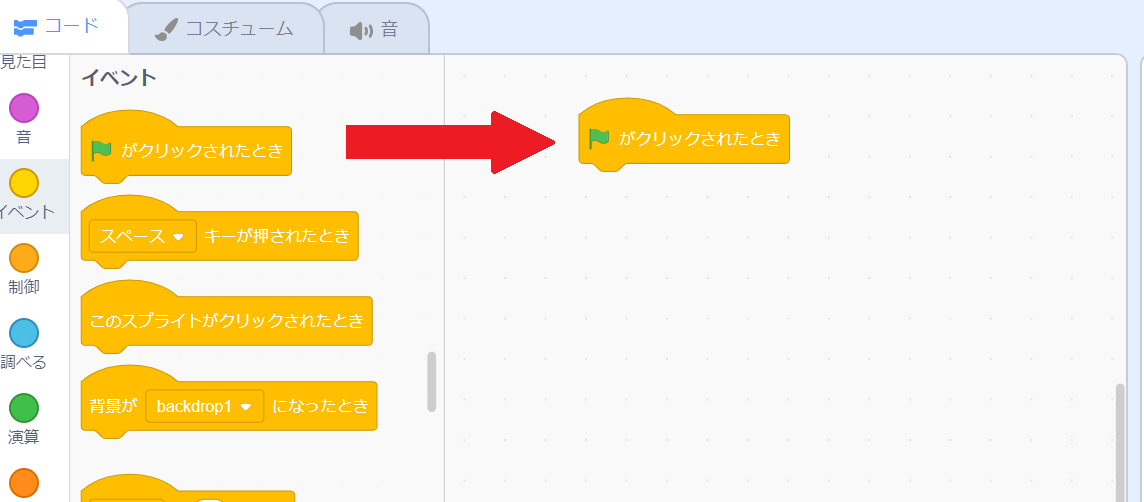 コード
コスチューム
音
見た目
音
イベント
制御
調べる
演算
イベント
がクリックされたとき
スペース キーが押されたとき
このスプライトがクリックされたとき
背景が backdrop1 になったとき
がクリックされたとき